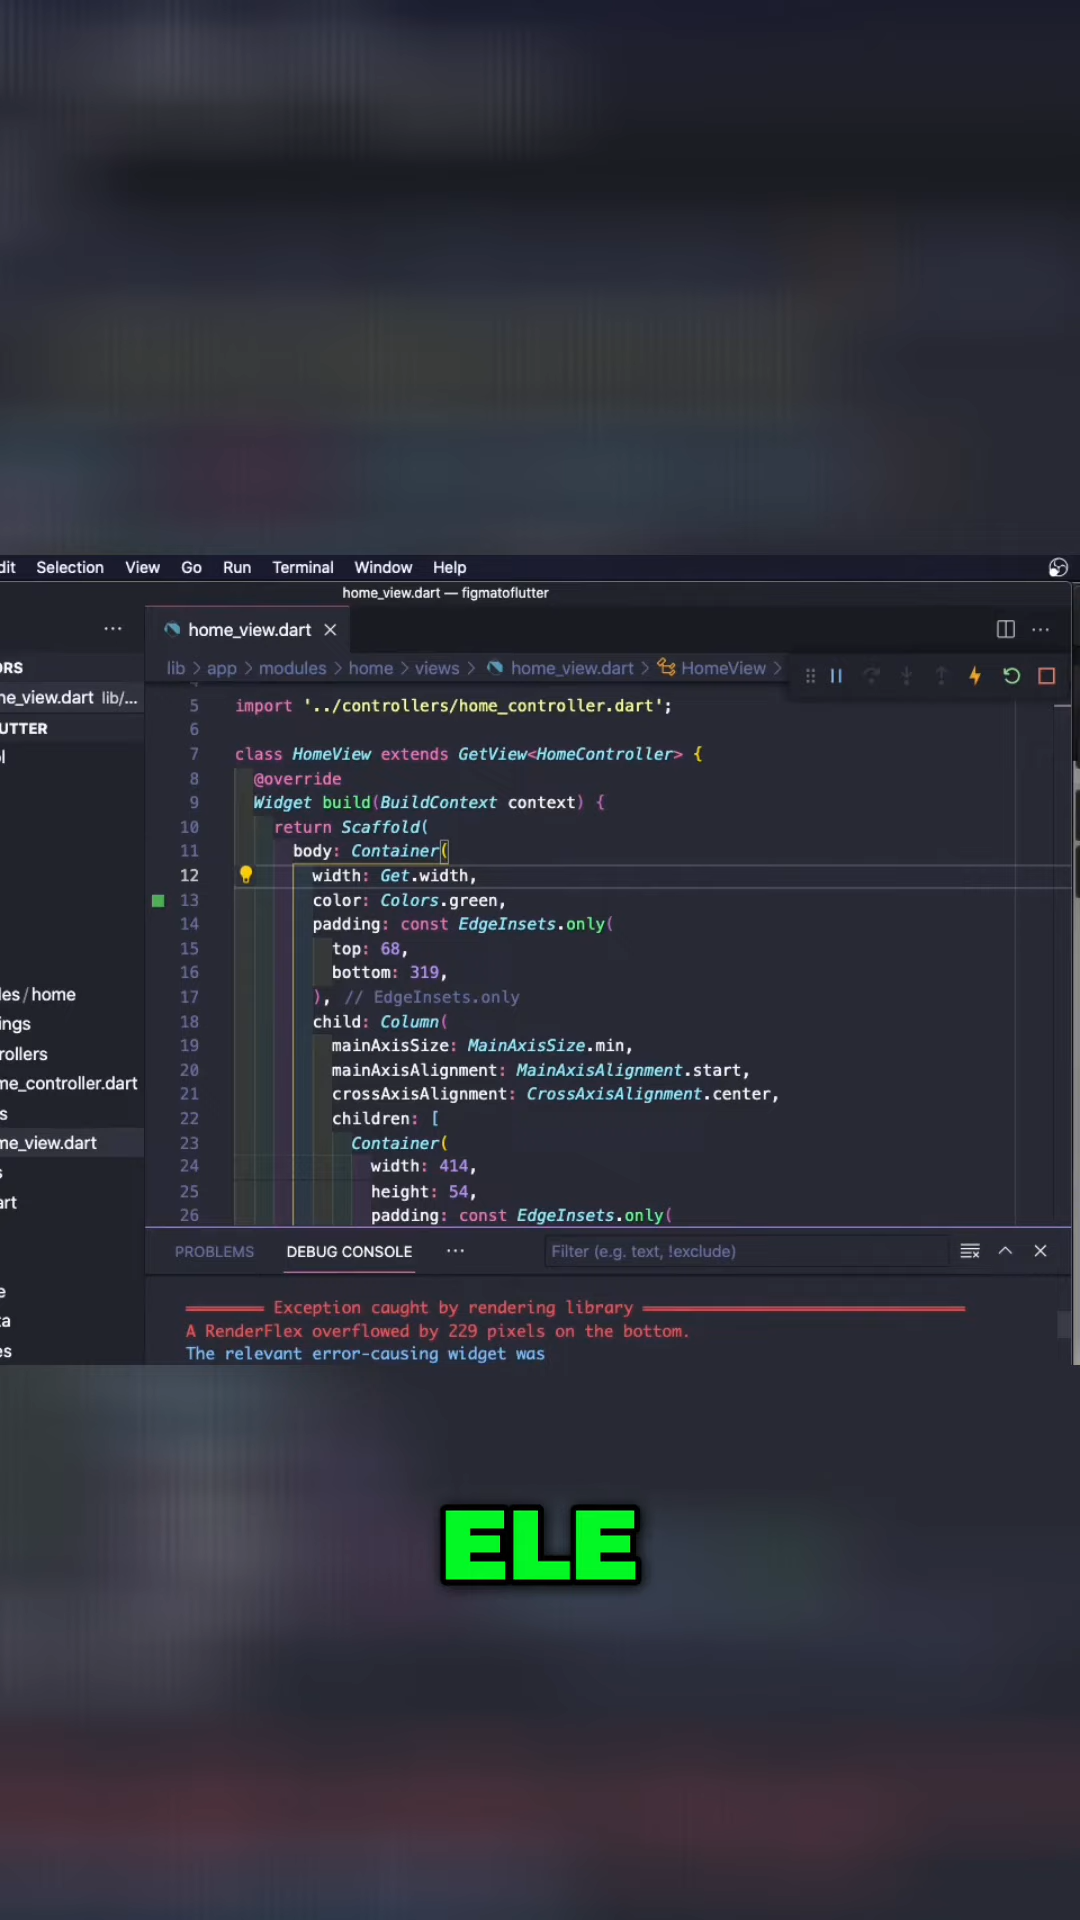 dit Selection View Go Run Terminal Window Help
home_view.dart — figmatoflutter
... home_view.dart × ...
ORS
lib > app > modules > home > views > home_view.dart > HomeView >
me_view.dart lib/...
UTTER
5 import '../controllers/home_controller.dart';
6
7 class HomeView extends GetView<HomeController> {
8 @override
9 Widget build(BuildContext context) {
10 return Scaffold(
11 body: Container(
12 width: Get.width,
13 color: Colors.green,
14 padding: const EdgeInsets.only(
15 top: 68,
16 bottom: 319,
les/home
17 ), // EdgeInsets.only
ings
18 child: Column(
rollers
19 mainAxisSize: MainAxisSize.min,
20 mainAxisAlignment: MainAxisAlignment.start,
me_controller.dart
21 crossAxisAlignment: CrossAxisAlignment.center,
s
22 children: [
me_view.dart
23 Container(
24 width: 414,
s
25 height: 54,
art
26 padding: const EdgeInsets.only(
PROBLEMS DEBUG CONSOLE ... Filter (e.g. text, !exclude)
e
Exception caught by rendering library
ta
A RenderFlex overflowed by 229 pixels on the bottom.
es
The relevant error-causing widget was
ELE